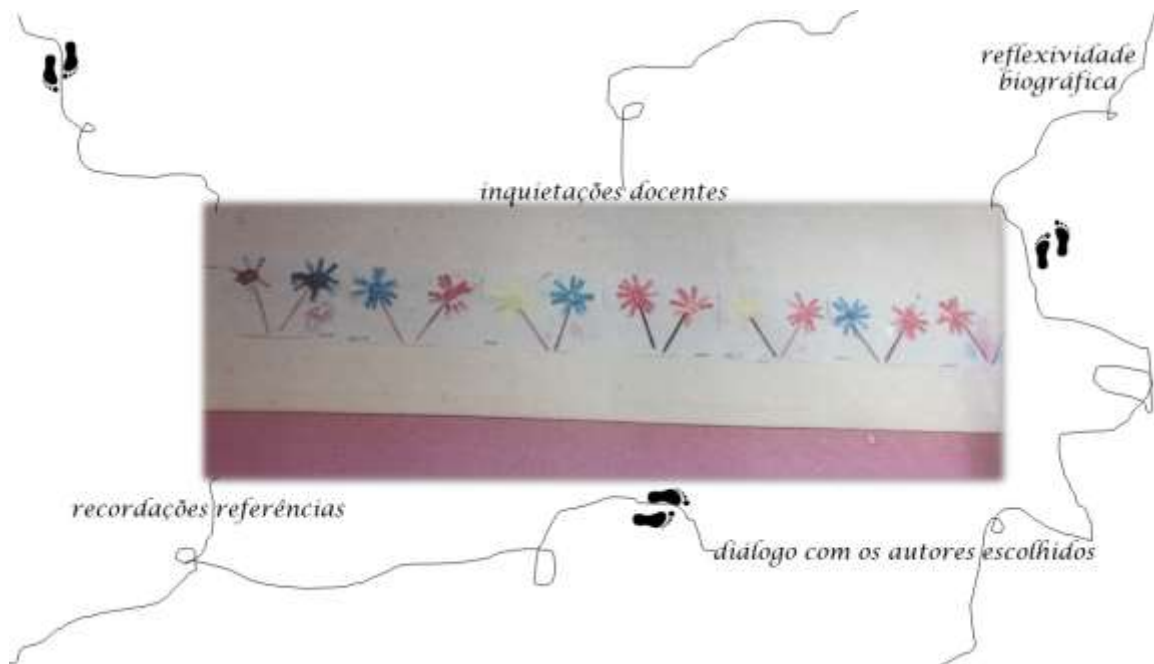 reflexividade
biográfica
inquietações docentes
recordações referências
diálogo com os autores escolhidos